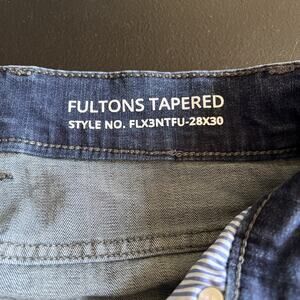 FULTONS TAPERED
STYLE NO. FLX3NTFU-28X30